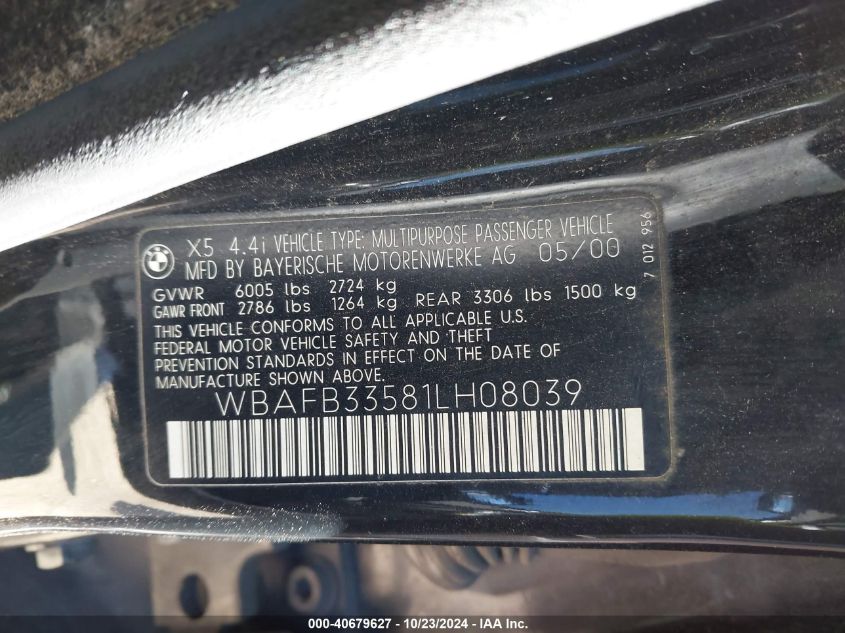 X5 4.4i VEHICLE TYPE: MULTIPURPOSE PASSENGER VEHICLE
MFD BY BAYERISCHE MOTORENWERKE AG 05/00
GVWR 6005 lbs 2724 kg
GAWR FRONT 2786 lbs 1264 kg REAR 3306 lbs 1500 kg
THIS VEHICLE CONFORMS TO ALL APPLICABLE U.S.
FEDERAL MOTOR VEHICLE SAFETY AND THEFT
PREVENTION STANDARDS IN EFFECT ON THE DATE OF
MANUFACTURE SHOWN ABOVE.
WBAFB33581LH08039
7 012 956
000-40679627 - 10/23/2024 - IAA Inc.